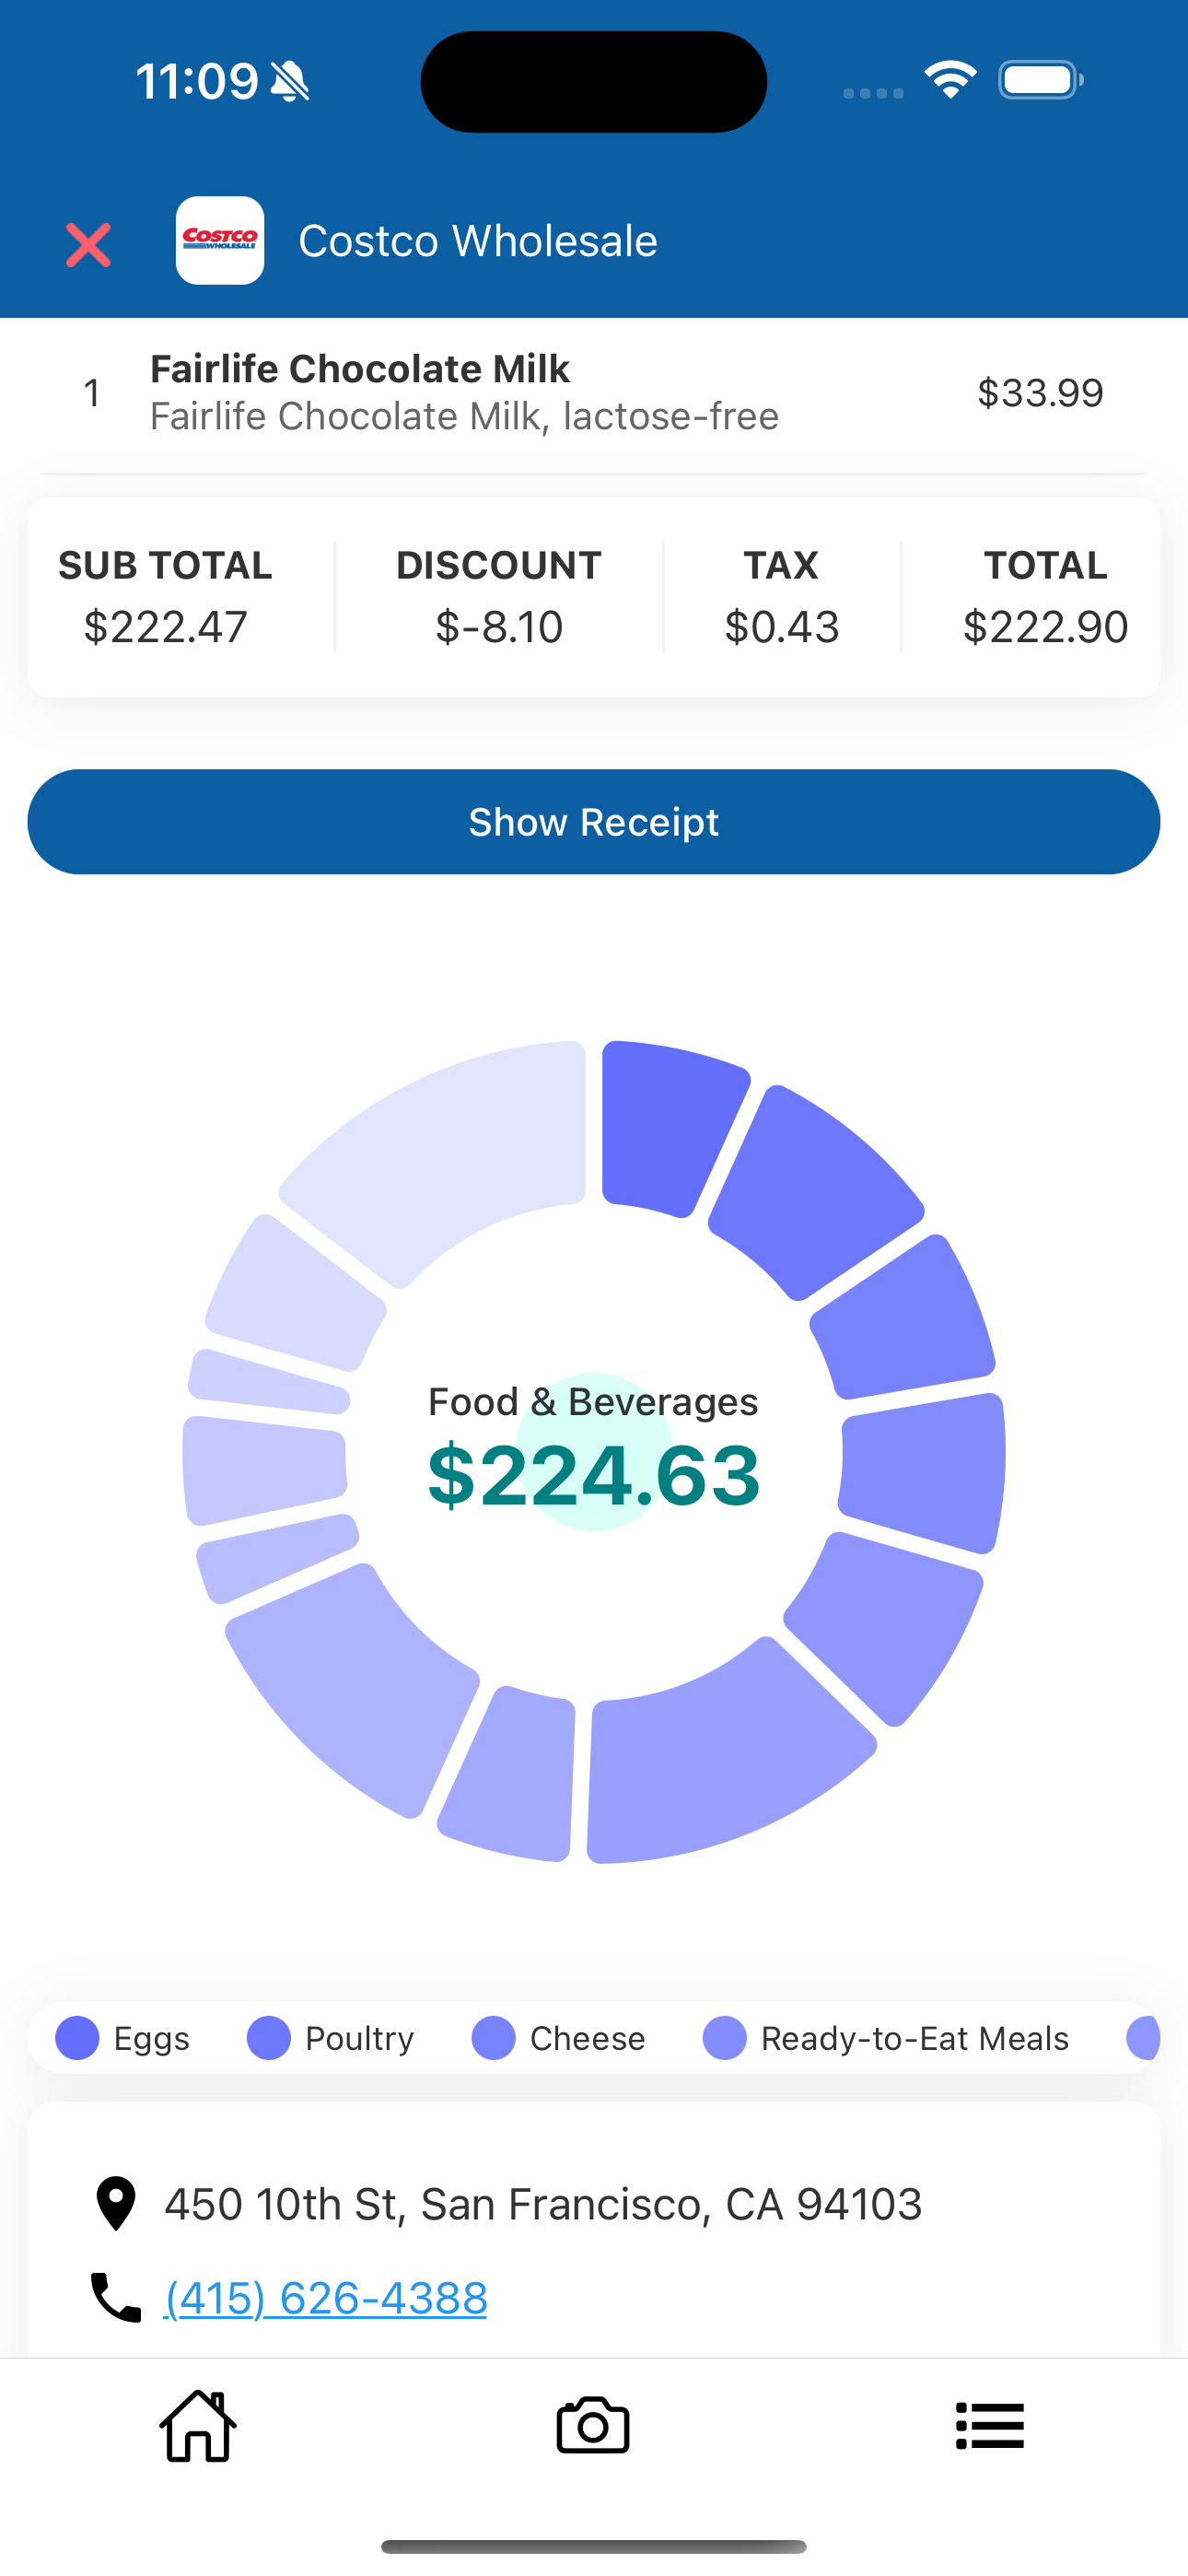 11:09
COSTCO
WHOLESALE
Costco Wholesale
1
Fairlife Chocolate Milk
Fairlife Chocolate Milk, lactose-free
$33.99
SUB TOTAL DISCOUNT TAX TOTAL
$222.47 $-8.10 $0.43 $222.90
Show Receipt
Food & Beverages
$224.63
Eggs Poultry Cheese Ready-to-Eat Meals
450 10th St, San Francisco, CA 94103
(415) 626-4388